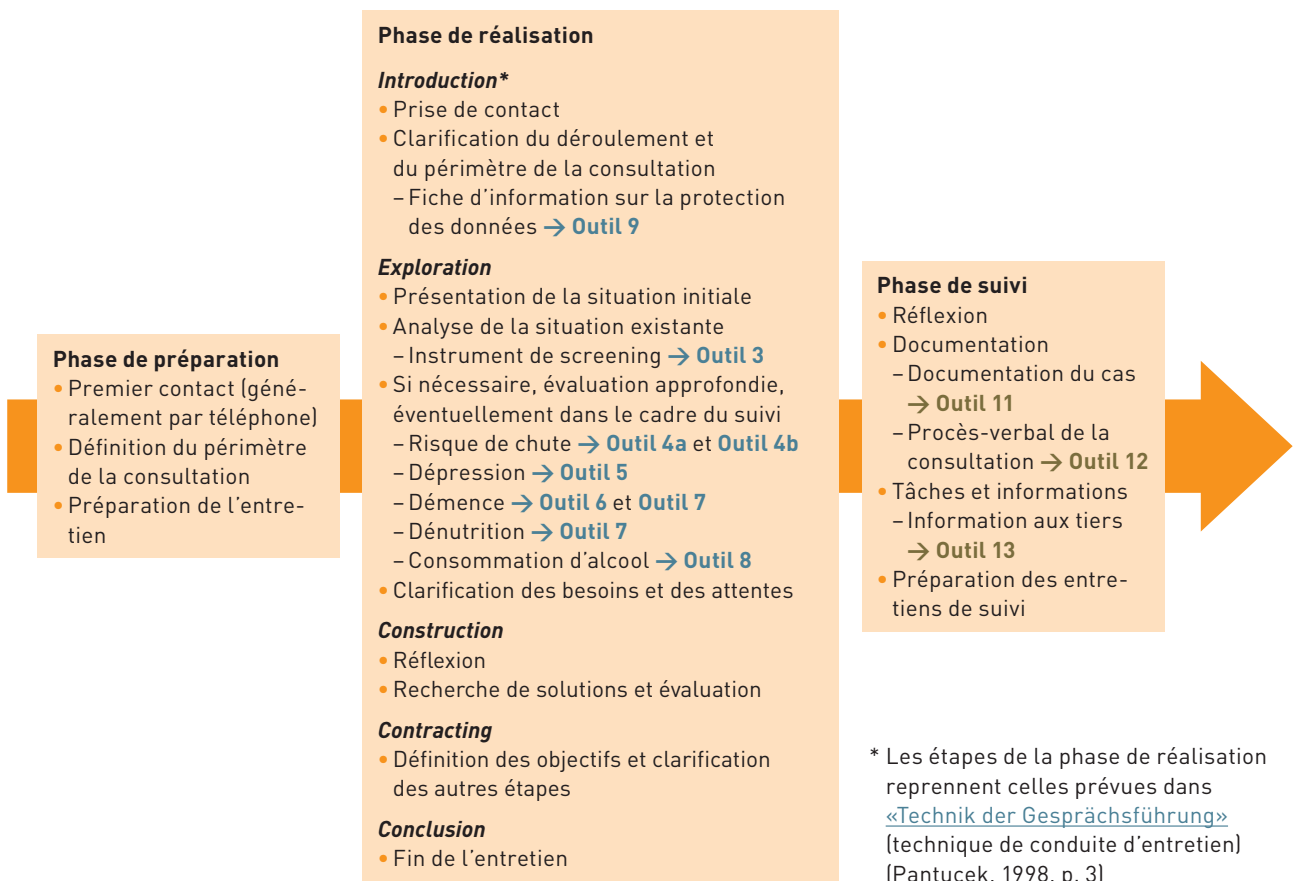 Phase de préparation
• Premier contact (géné-
ralement par téléphone)
• Définition du périmètre
de la consultation
• Préparation de l'entre-
tien
Phase de réalisation
Introduction*
• Prise de contact
• Clarification du déroulement et
du périmètre de la consultation
– Fiche d'information sur la protection
des données → Outil 9
Exploration
• Présentation de la situation initiale
• Analyse de la situation existante
– Instrument de screening → Outil 3
• Si nécessaire, évaluation approfondie,
éventuellement dans le cadre du suivi
– Risque de chute → Outil 4a et Outil 4b
– Dépression → Outil 5
– Démence → Outil 6 et Outil 7
– Dénutrition → Outil 7
– Consommation d'alcool → Outil 8
• Clarification des besoins et des attentes
Construction
• Réflexion
• Recherche de solutions et évaluation
Contracting
• Définition des objectifs et clarification
des autres étapes
Conclusion
• Fin de l'entretien
Phase de suivi
• Réflexion
• Documentation
– Documentation du cas
→ Outil 11
– Procès-verbal de la
consultation → Outil 12
• Tâches et informations
– Information aux tiers
→ Outil 13
• Préparation des entre-
tiens de suivi
* Les étapes de la phase de réalisation
reprennent celles prévues dans
«Technik der Gesprächsführung»
(technique de conduite d'entretien)
(Pantucek, 1998, p. 3)